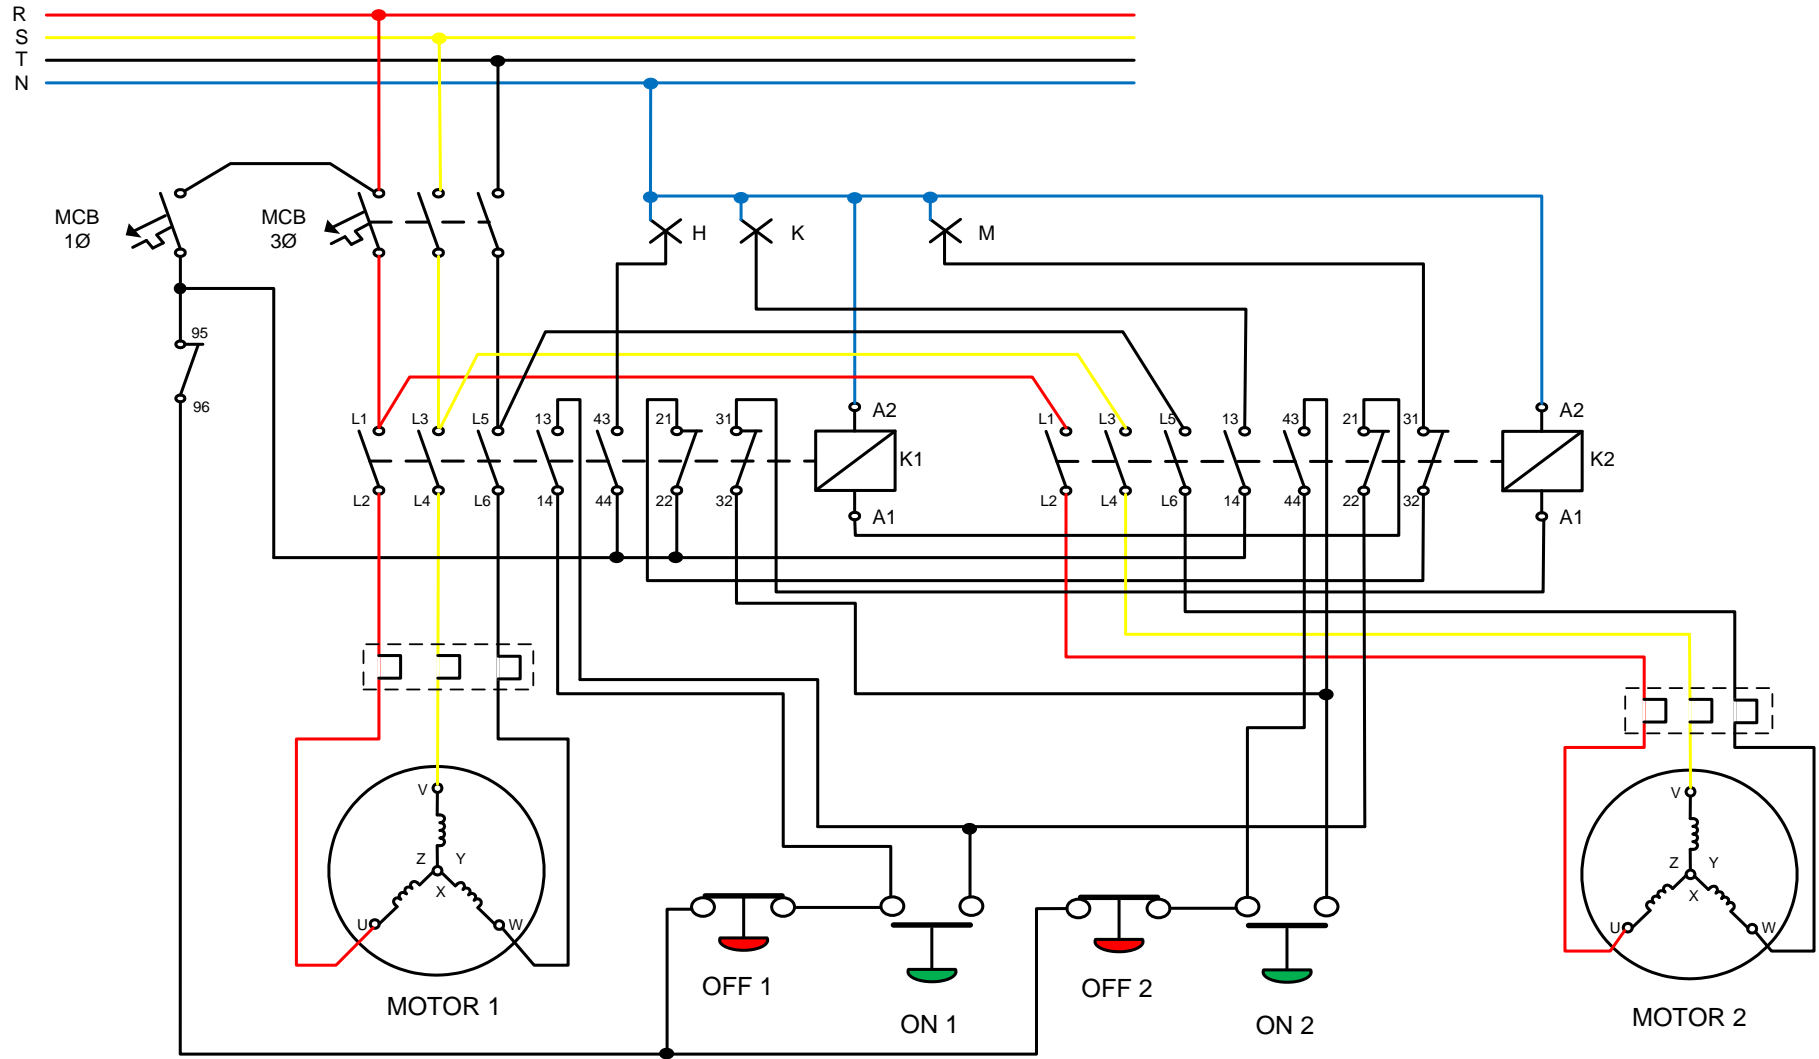 R
S
T
N
MCB
1Ø
MCB
3Ø
H
K
M
95
96
L1
L3
L5
13
43
21
31
A2
K1
L2
L4
L6
14
44
22
32
A1
L1
L3
L5
13
43
21
31
A2
K2
L2
L4
L6
14
44
22
32
A1
V
Z
Y
X
U
W
MOTOR 1
OFF 1
ON 1
OFF 2
ON 2
V
Z
Y
X
U
W
MOTOR 2